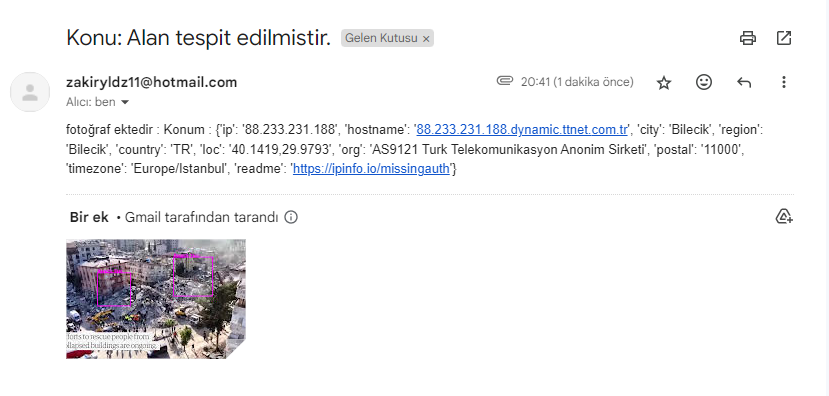 Konu: Alan tespit edilmistir. Gelen Kutusu ×
zakiryldz11@hotmail.com 20:41 (1 dakika önce)
Alıcı: ben
fotoğraf ektedir : Konum : {'ip': '88.233.231.188', 'hostname': '88.233.231.188.dynamic.ttnet.com.tr', 'city': 'Bilecik', 'region':
'Bilecik', 'country': 'TR', 'loc': '40.1419,29.9793', 'org': 'AS9121 Turk Telekomunikasyon Anonim Sirketi', 'postal': '11000',
'timezone': 'Europe/Istanbul', 'readme': 'https://ipinfo.io/missingauth'}
Bir ek • Gmail tarafından tarandı
forts to rescue people from
llapsed buildings are ongoing.